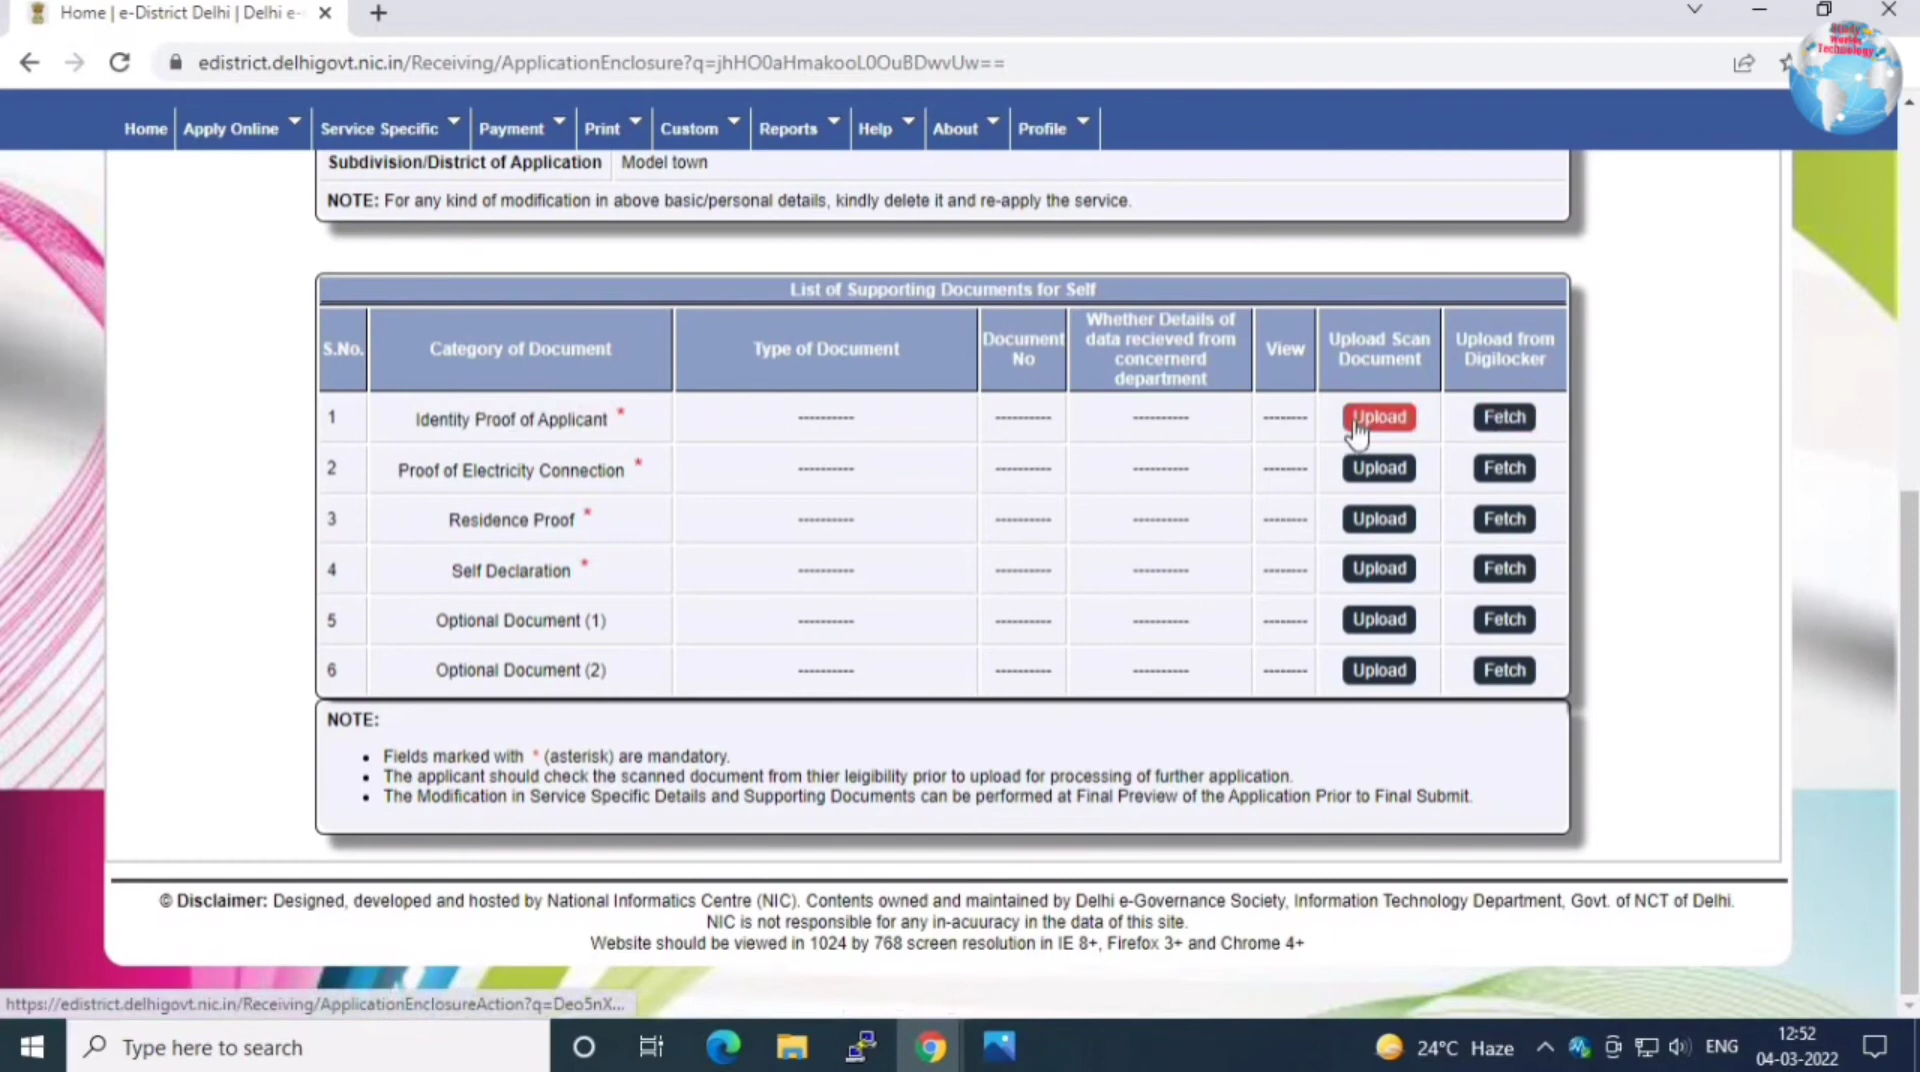 Home | e-District Delhi | Delhi e-
edistrict.delhigovt.nic.in/Receiving/ApplicationEnclosure?q=jhHO0aHmakooL0OuBDwvUw==
Study
World
Technology
Home Apply Online Service Specific Payment Print Custom Reports Help About Profile
Subdivision/District of Application Model town
NOTE: For any kind of modification in above basic/personal details, kindly delete it and re-apply the service.
List of Supporting Documents for Self
S.No. Category of Document Type of Document Document No Whether Details of data recieved from concernerd department View Upload Scan Document Upload from Digilocker
1 Identity Proof of Applicant * ---------- ---------- ---------- -------- Upload Fetch
2 Proof of Electricity Connection * ---------- ---------- ---------- -------- Upload Fetch
3 Residence Proof * ---------- ---------- ---------- -------- Upload Fetch
4 Self Declaration * ---------- ---------- ---------- -------- Upload Fetch
5 Optional Document (1) ---------- ---------- ---------- -------- Upload Fetch
6 Optional Document (2) ---------- ---------- ---------- -------- Upload Fetch
NOTE:
• Fields marked with * (asterisk) are mandatory.
• The applicant should check the scanned document from thier leigibility prior to upload for processing of further application.
• The Modification in Service Specific Details and Supporting Documents can be performed at Final Preview of the Application Prior to Final Submit.
© Disclaimer: Designed, developed and hosted by National Informatics Centre (NIC). Contents owned and maintained by Delhi e-Governance Society, Information Technology Department, Govt. of NCT of Delhi.
NIC is not responsible for any in-acuuracy in the data of this site.
Website should be viewed in 1024 by 768 screen resolution in IE 8+, Firefox 3+ and Chrome 4+
https://edistrict.delhigovt.nic.in/Receiving/ApplicationEnclosureAction?q=Deo5nX...
Type here to search
24°C Haze
ENG
12:52
04-03-2022